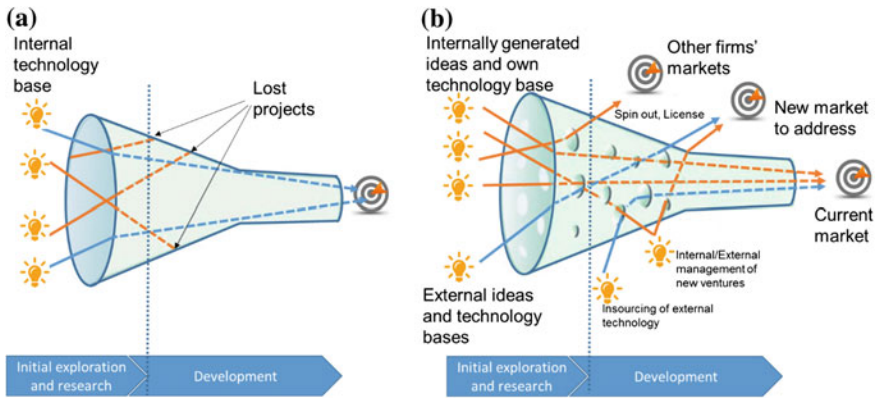 (a)
Internal
technology
base
Lost
projects
Initial exploration
and research
Development
(b)
Internally generated
ideas and own
technology base
Other firms'
markets
Spin out, License
New market
to address
Current
market
Internal/External
management of
new ventures
Insourcing of external
technology
External ideas
and technology
bases
Initial exploration
and research
Development